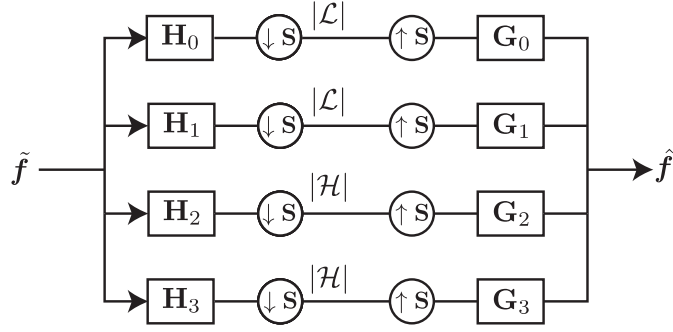 |𝓛|
H₀ ↓ S ↑ S G₀
|𝓛|
H₁ ↓ S ↑ S G₁
f̃ f̂
|𝓗|
H₂ ↓ S ↑ S G₂
|𝓗|
H₃ ↓ S ↑ S G₃